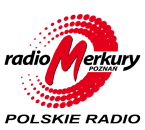 radio Merkury
POZNAŃ
POLSKIE RADIO